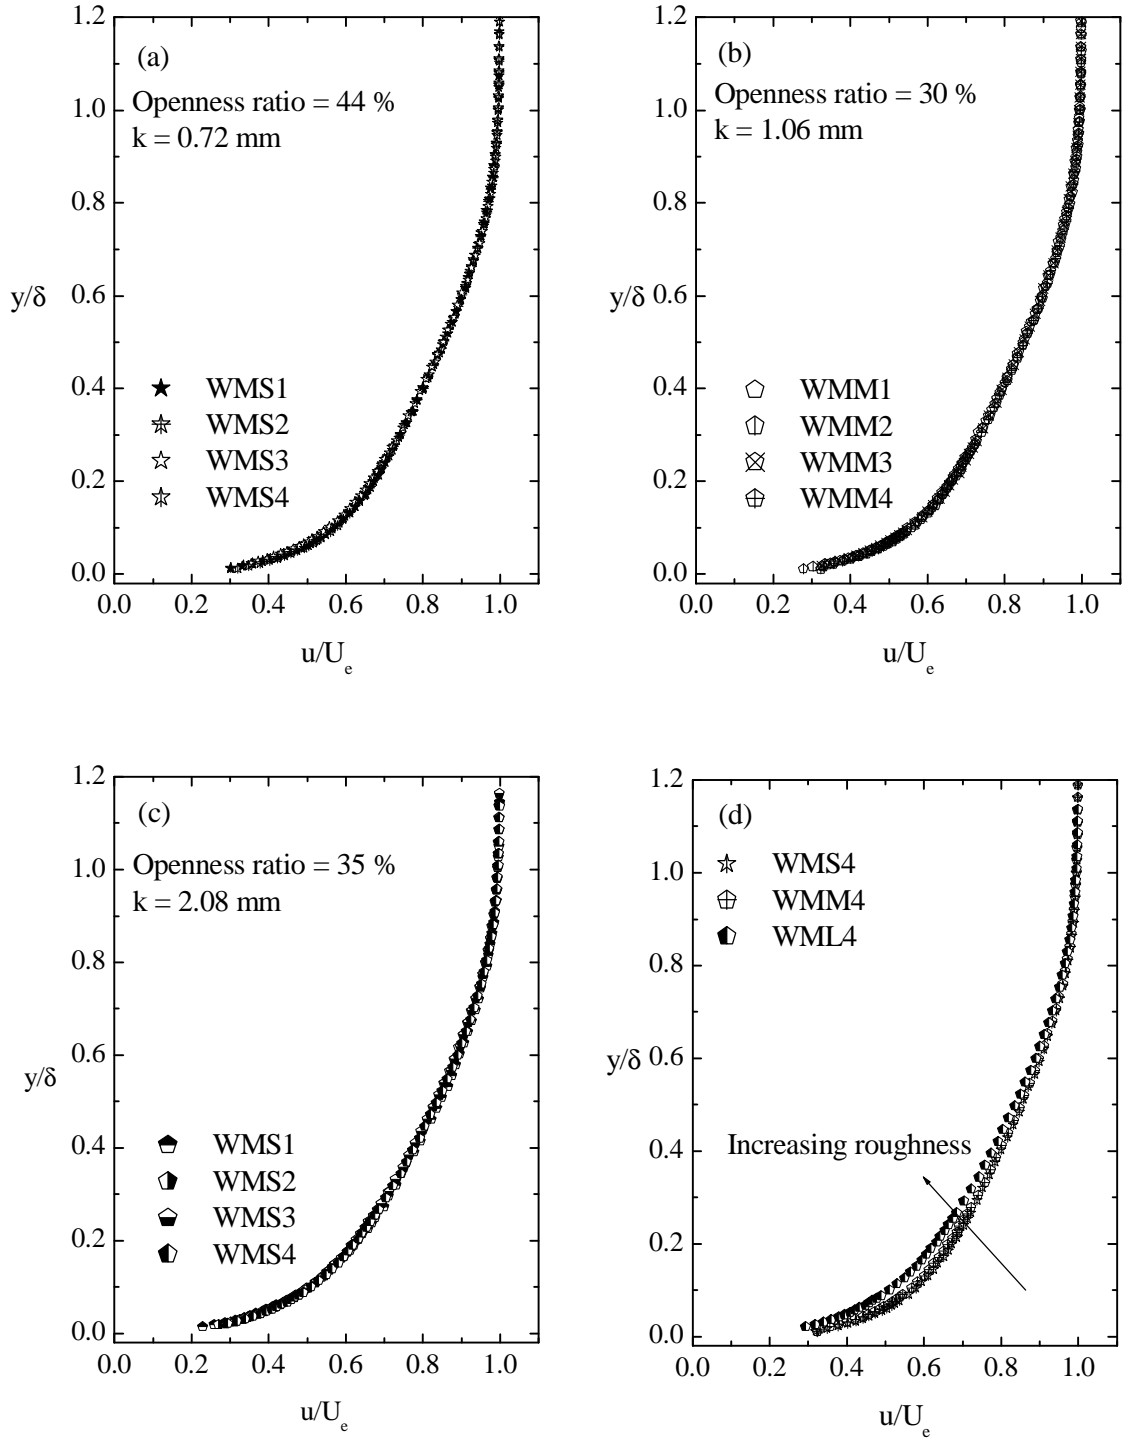 (a)
Openness ratio = 44 %
k = 0.72 mm
WMS1
WMS2
WMS3
WMS4
1.2
1.0
0.8
0.6
0.4
0.2
0.0
y/δ
0.0 0.2 0.4 0.6 0.8 1.0
u/Ue
(b)
Openness ratio = 30 %
k = 1.06 mm
WMM1
WMM2
WMM3
WMM4
1.2
1.0
0.8
0.6
0.4
0.2
0.0
y/δ
0.0 0.2 0.4 0.6 0.8 1.0
u/Ue
(c)
Openness ratio = 35 %
k = 2.08 mm
WMS1
WMS2
WMS3
WMS4
1.2
1.0
0.8
0.6
0.4
0.2
0.0
y/δ
0.0 0.2 0.4 0.6 0.8 1.0
u/Ue
(d)
WMS4
WMM4
WML4
Increasing roughness
1.2
1.0
0.8
0.6
0.4
0.2
0.0
y/δ
0.0 0.2 0.4 0.6 0.8 1.0
u/Ue